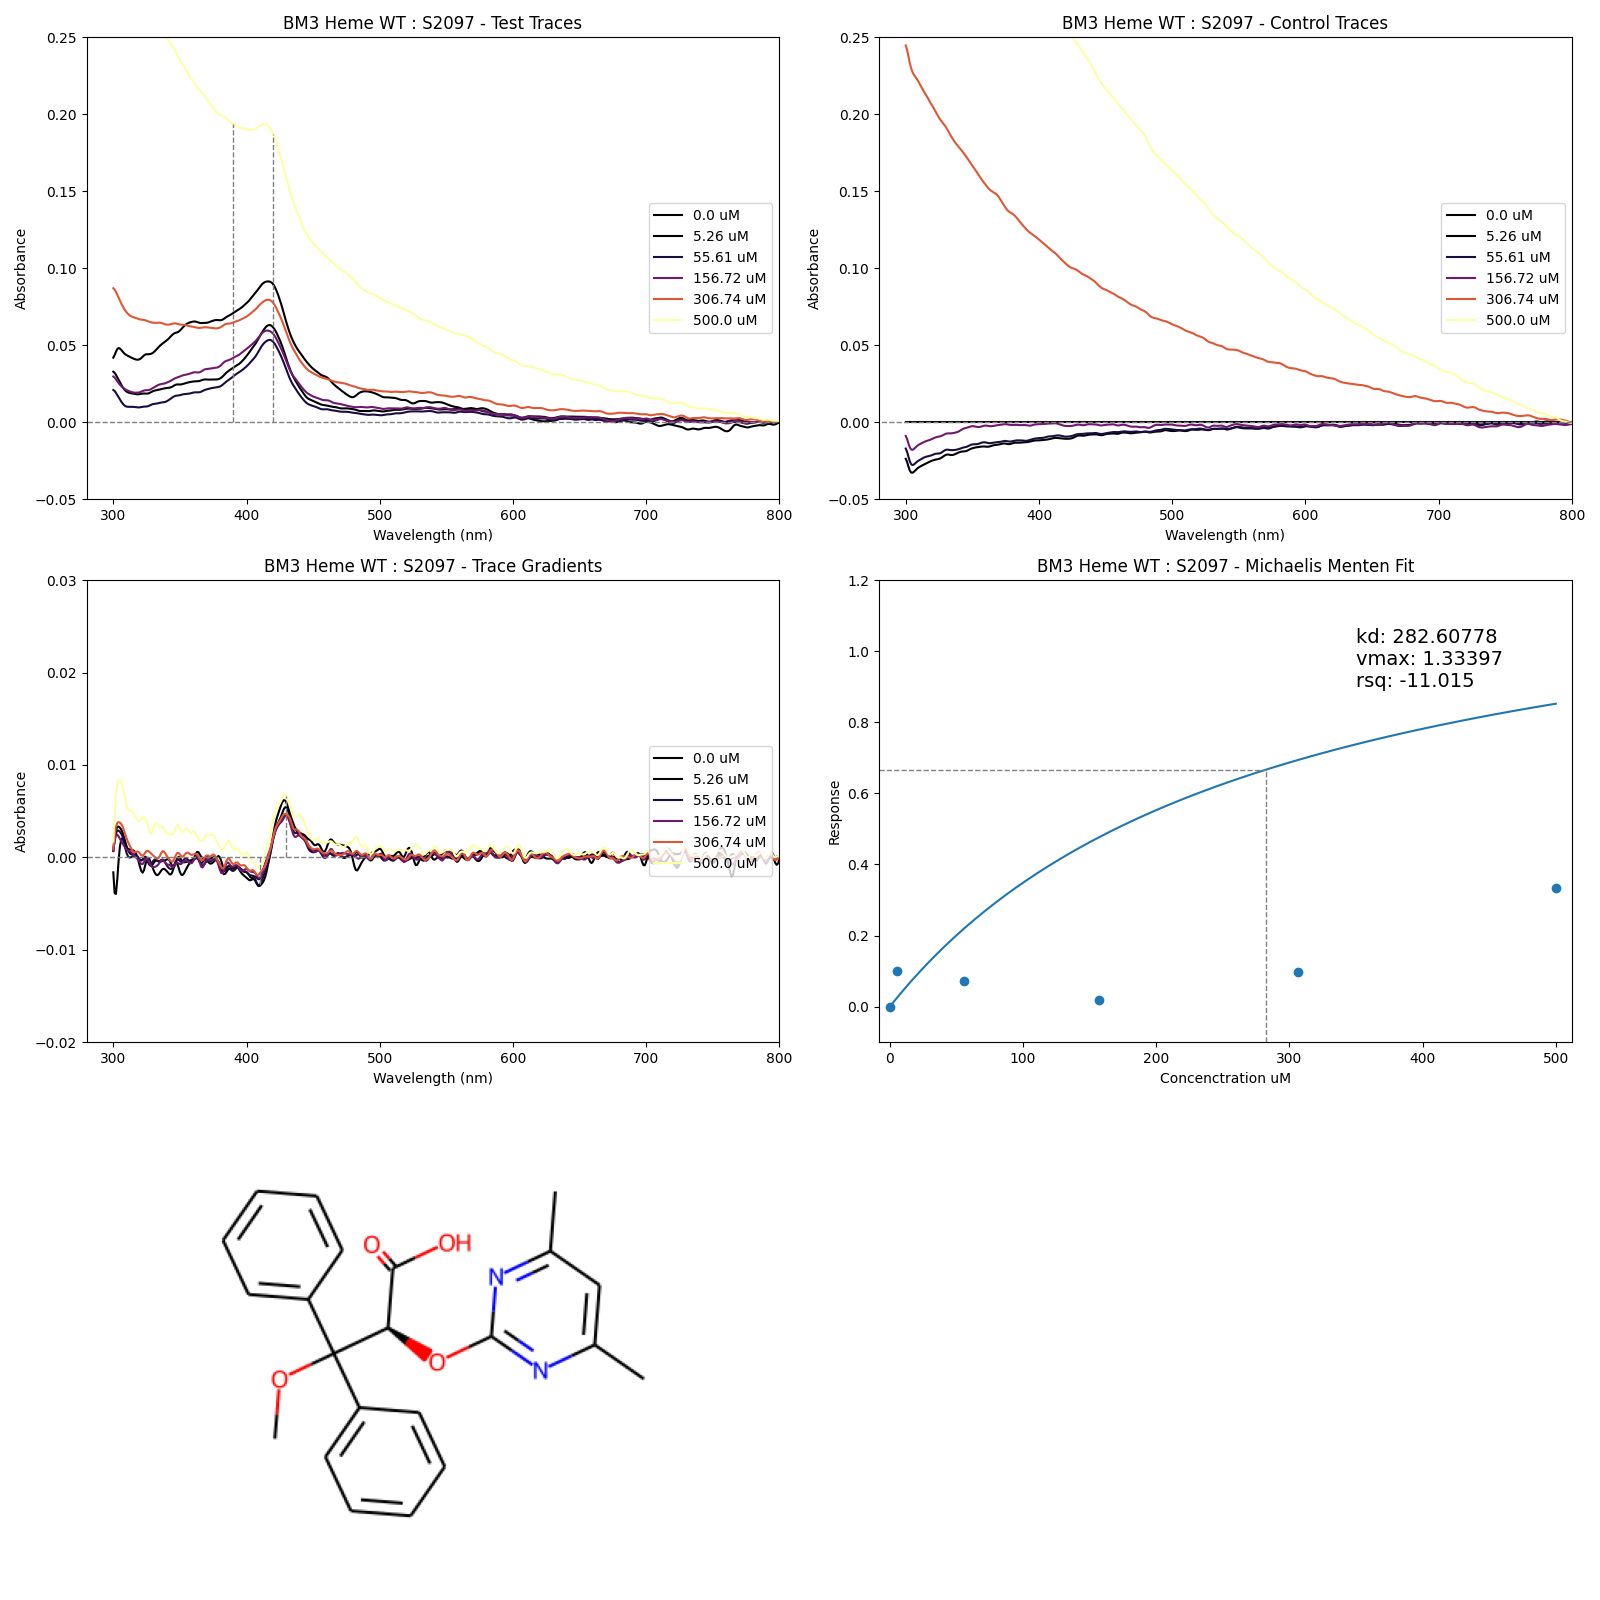 BM3 Heme WT : S2097 - Test Traces
0.25
0.20
0.15
0.10
0.05
0.00
−0.05
Absorbance
300 400 500 600 700 800
Wavelength (nm)
0.0 uM
5.26 uM
55.61 uM
156.72 uM
306.74 uM
500.0 uM
BM3 Heme WT : S2097 - Control Traces
0.25
0.20
0.15
0.10
0.05
0.00
−0.05
Absorbance
300 400 500 600 700 800
Wavelength (nm)
0.0 uM
5.26 uM
55.61 uM
156.72 uM
306.74 uM
500.0 uM
BM3 Heme WT : S2097 - Trace Gradients
0.03
0.02
0.01
0.00
−0.01
−0.02
Absorbance
300 400 500 600 700 800
Wavelength (nm)
0.0 uM
5.26 uM
55.61 uM
156.72 uM
306.74 uM
500.0 uM
BM3 Heme WT : S2097 - Michaelis Menten Fit
1.2
1.0
0.8
0.6
0.4
0.2
0.0
Response
0 100 200 300 400 500
Concenctration uM
kd: 282.60778
vmax: 1.33397
rsq: -11.015
O OH
N
O
N
O